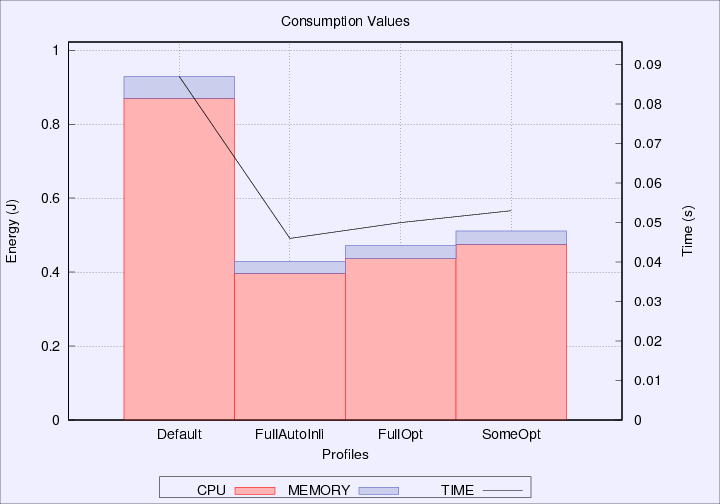 Consumption Values
Energy (J)
1
0.8
0.6
0.4
0.2
0
0.09
0.08
0.07
0.06
0.05
0.04
0.03
0.02
0.01
0
Time (s)
Default FullAutoInli FullOpt SomeOpt
Profiles
CPU MEMORY TIME